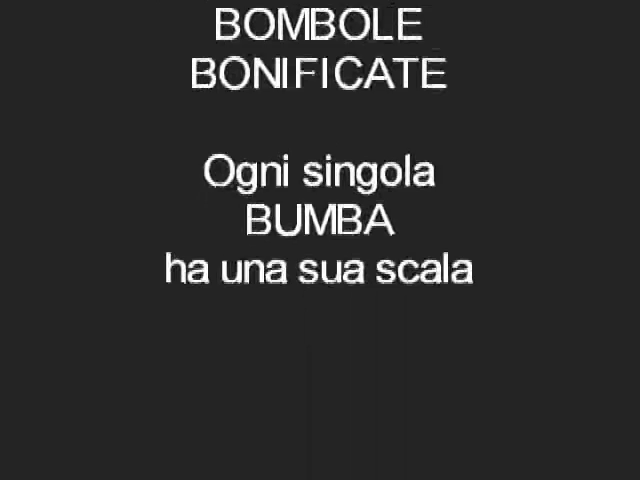 BOMBOLE
BONIFICATE
Ogni singola
BUMBA
ha una sua scala